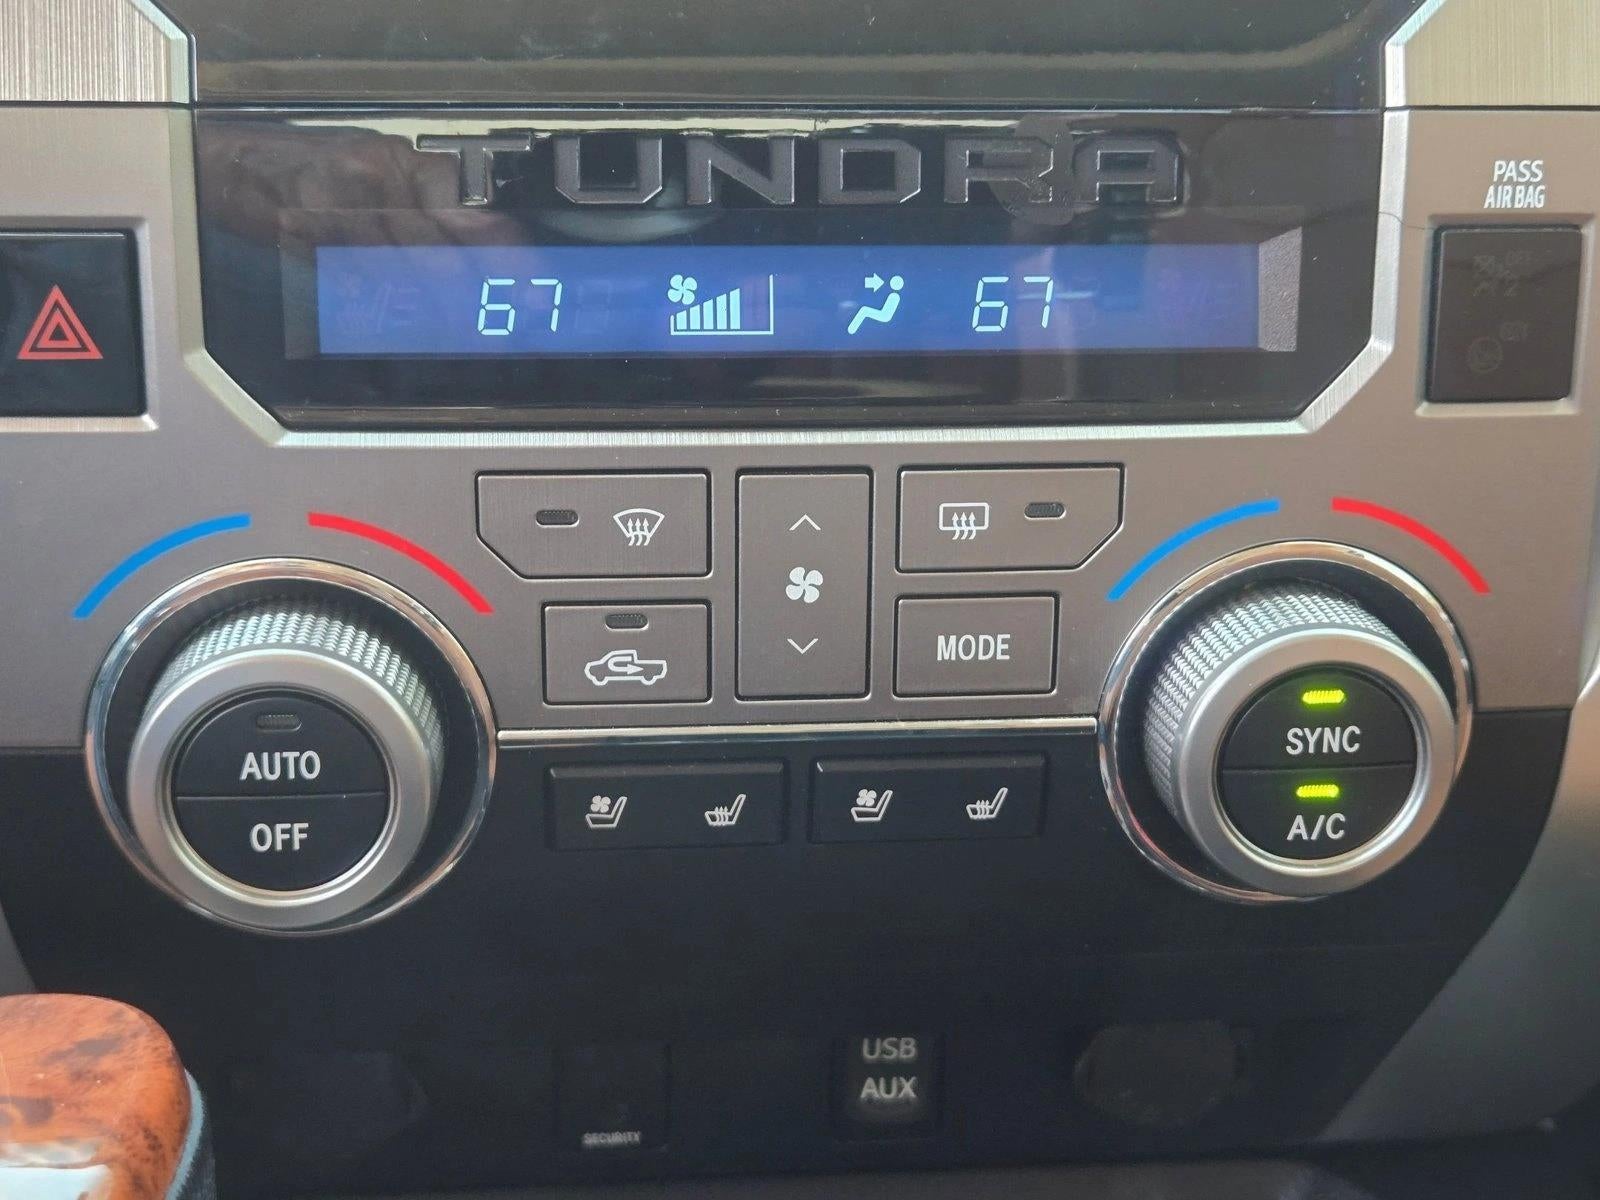 TUNDRA
PASS
AIR BAG
67 67
MODE
AUTO
OFF
SYNC
A/C
USB
AUX
SECURITY